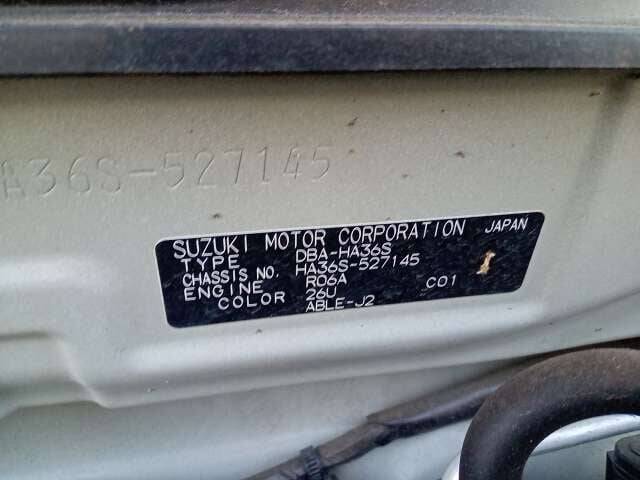 A36S-527145
SUZUKI MOTOR CORPORATION JAPAN
TYPE DBA-HA36S
CHASSIS NO. HA36S-527145
ENGINE R06A C01
COLOR 26U
ABLE-J2